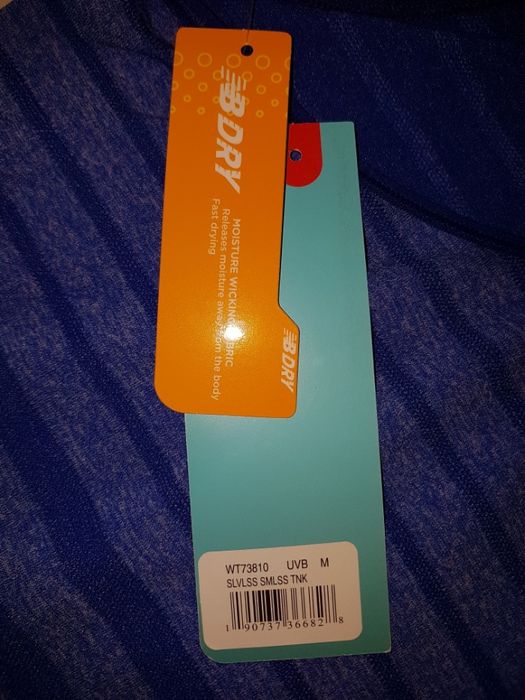 NB DRY
MOISTURE WICKING FABRIC
Releases moisture away from the body
Fast drying
NB DRY
WT73810 UVB M
SLVLSS SMLSS TNK
1 90737 36682 8